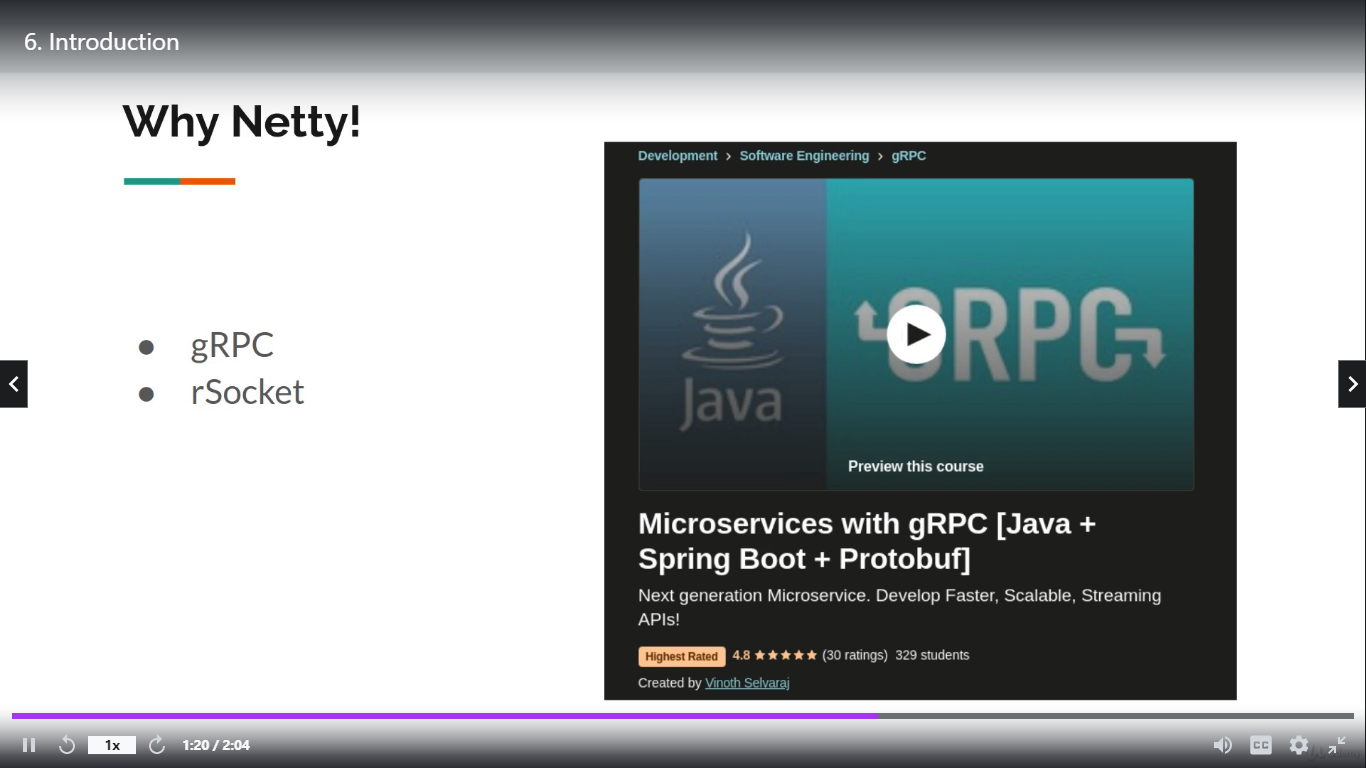 6. Introduction
Why Netty!
● gRPC
● rSocket
Development > Software Engineering > gRPC
Java
GRPC
Preview this course
Microservices with gRPC [Java +
Spring Boot + Protobuf]
Next generation Microservice. Develop Faster, Scalable, Streaming
APIs!
Highest Rated 4.8 ★★★★★ (30 ratings) 329 students
Created by Vinoth Selvaraj
1x 1:20 / 2:04 CC